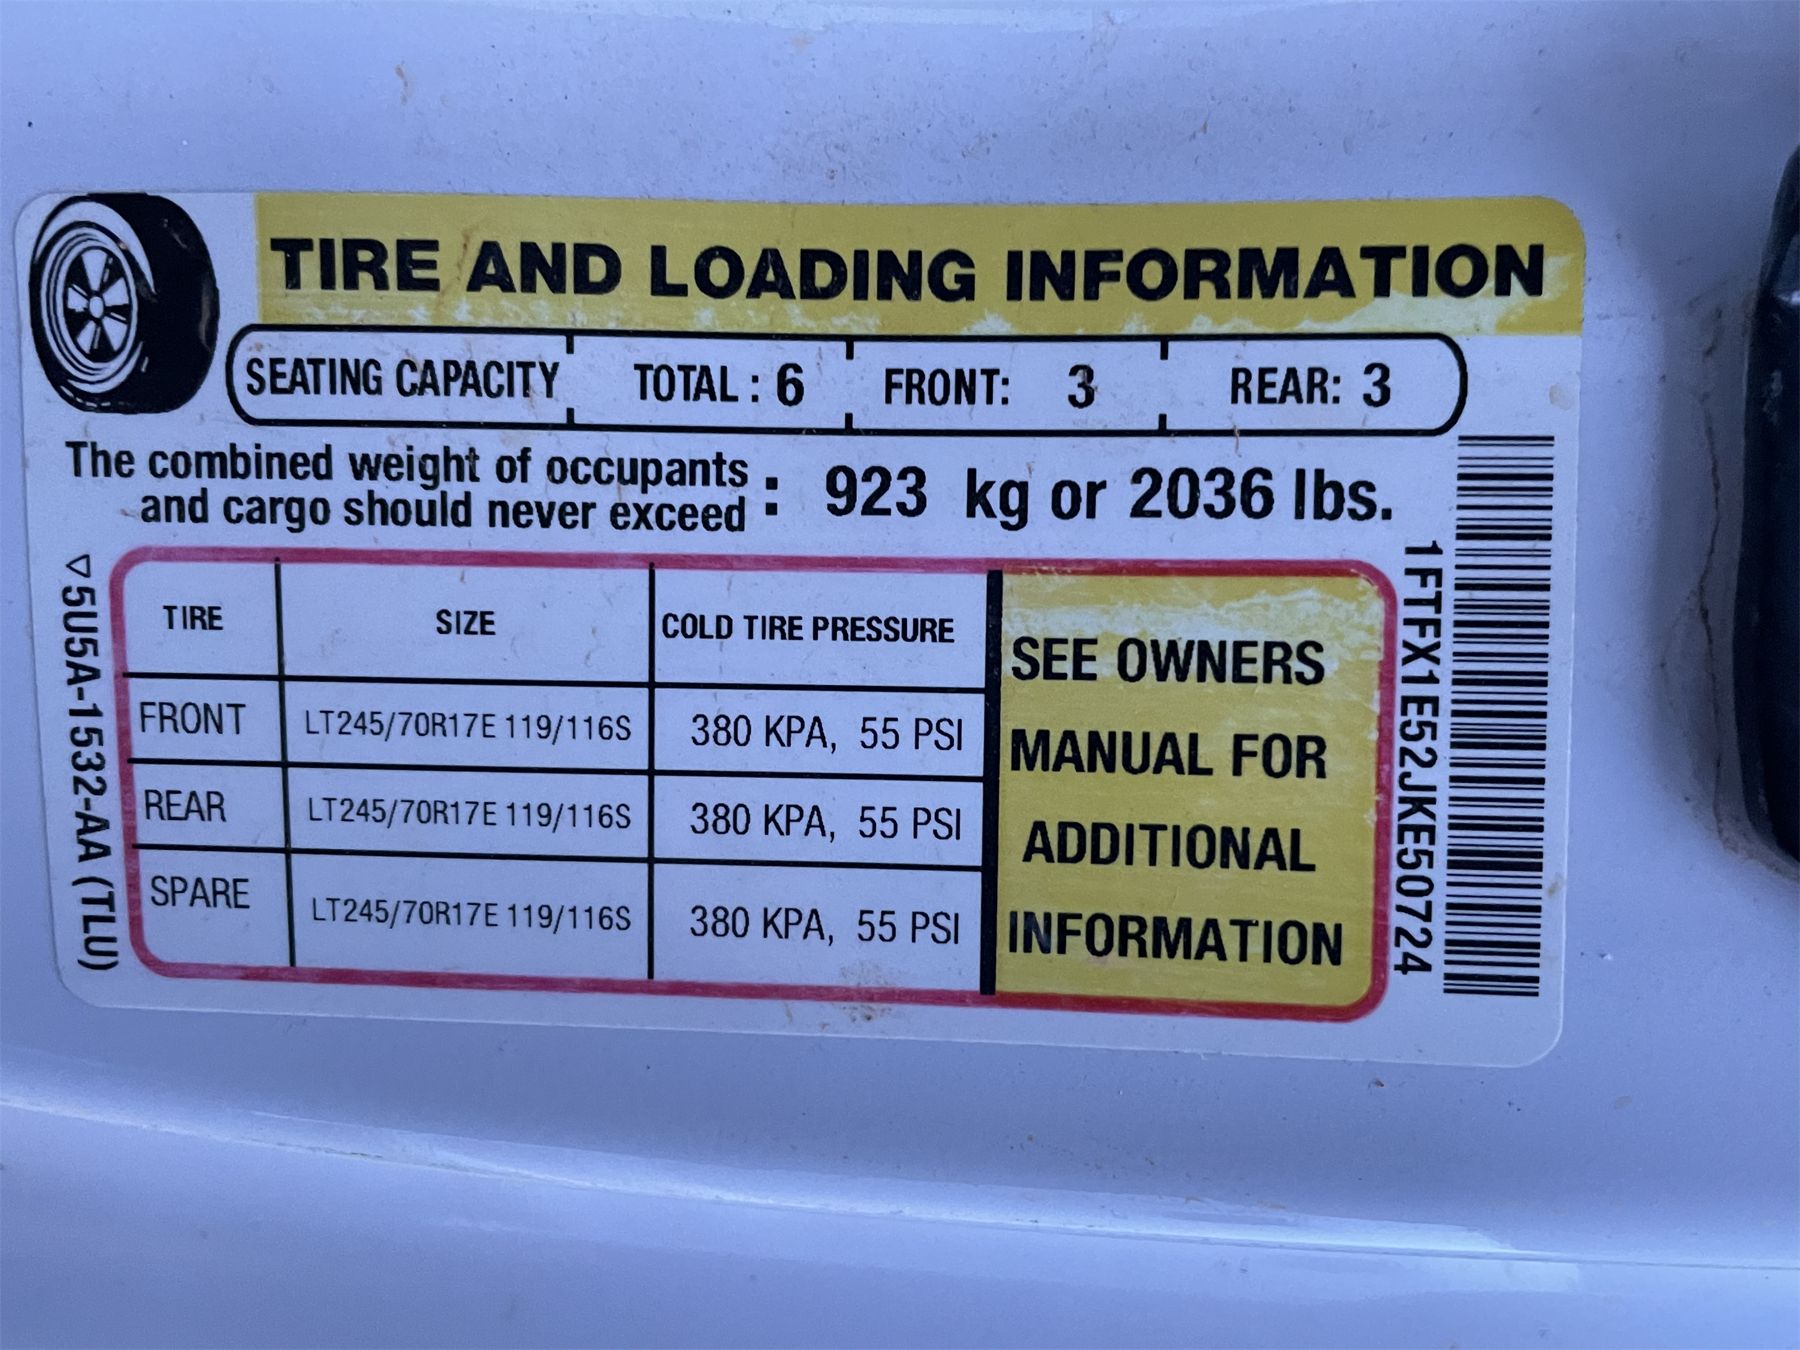 TIRE AND LOADING INFORMATION
SEATING CAPACITY TOTAL : 6 FRONT: 3 REAR: 3
The combined weight of occupants
and cargo should never exceed : 923 kg or 2036 lbs.
TIRE SIZE COLD TIRE PRESSURE
FRONT LT245/70R17E 119/116S 380 KPA, 55 PSI
REAR LT245/70R17E 119/116S 380 KPA, 55 PSI
SPARE LT245/70R17E 119/116S 380 KPA, 55 PSI
SEE OWNERS
MANUAL FOR
ADDITIONAL
INFORMATION
5U5A-1532-AA (TLU)
1FTFX1E52JKE50724